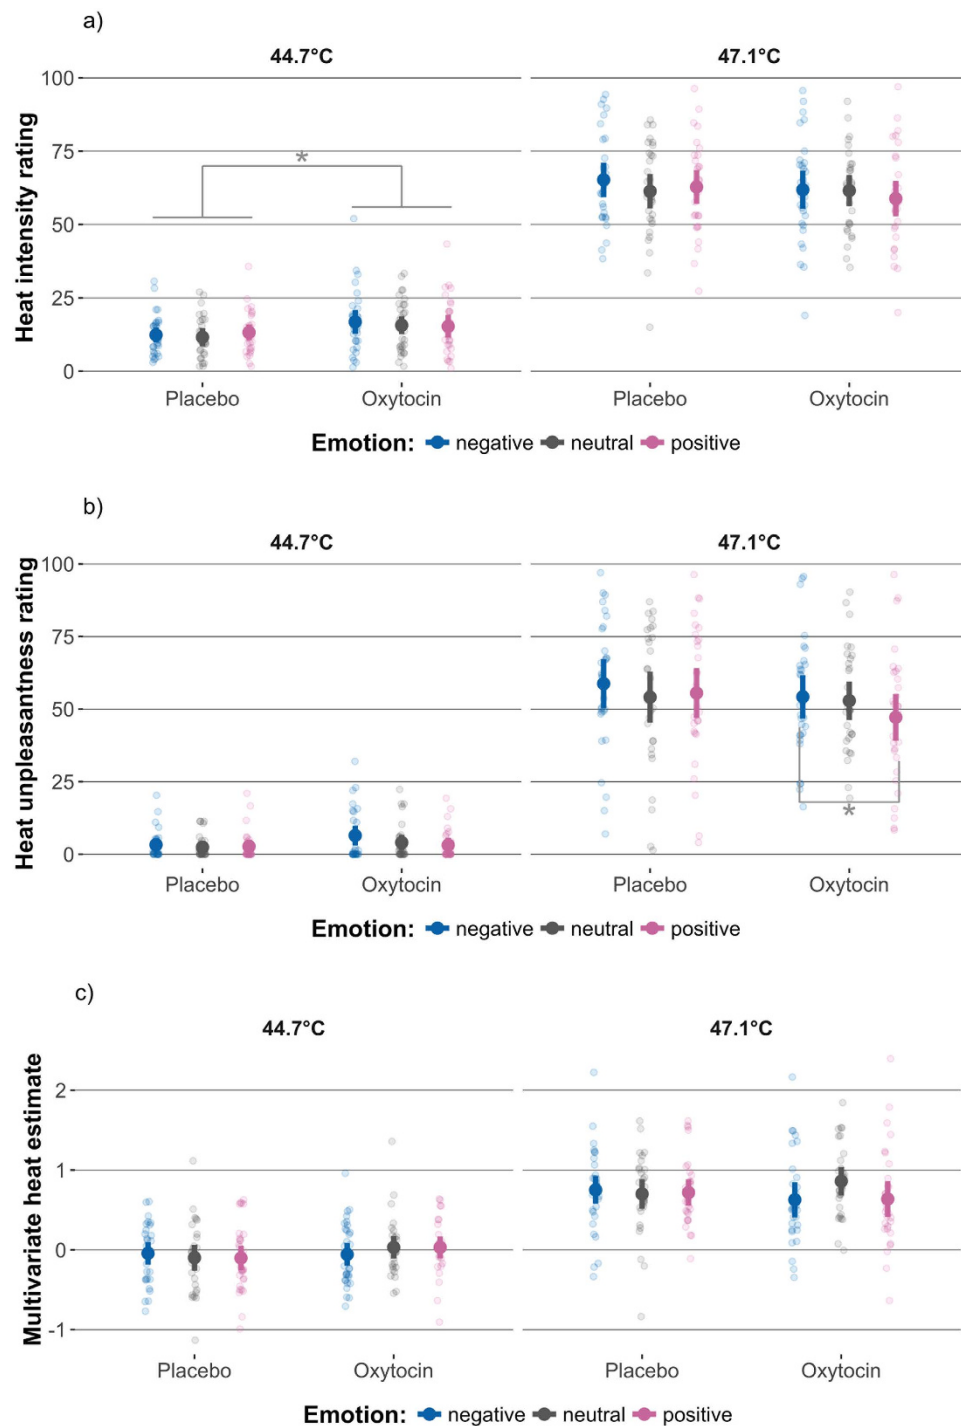 a)
44.7°C 47.1°C
Heat intensity rating
100
75
50
25
0
*
Placebo Oxytocin Placebo Oxytocin
Emotion: negative neutral positive
b)
44.7°C 47.1°C
Heat unpleasantness rating
100
75
50
25
0
*
Placebo Oxytocin Placebo Oxytocin
Emotion: negative neutral positive
c)
44.7°C 47.1°C
Multivariate heat estimate
2
1
0
-1
Placebo Oxytocin Placebo Oxytocin
Emotion: negative neutral positive